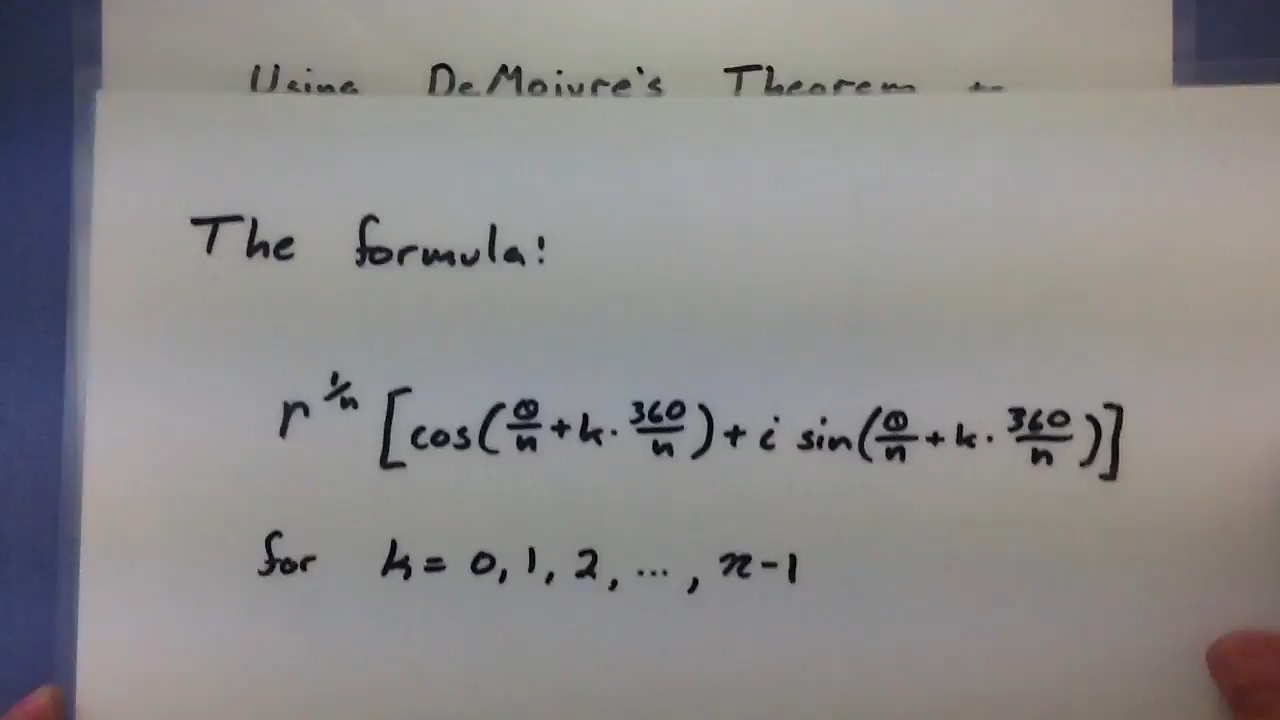 Using DeMoivre's Theorem to
The formula:
r^1/n [cos(θ/n + k · 360/n) + i sin(θ/n + k · 360/n)]
for k = 0, 1, 2, ..., n-1